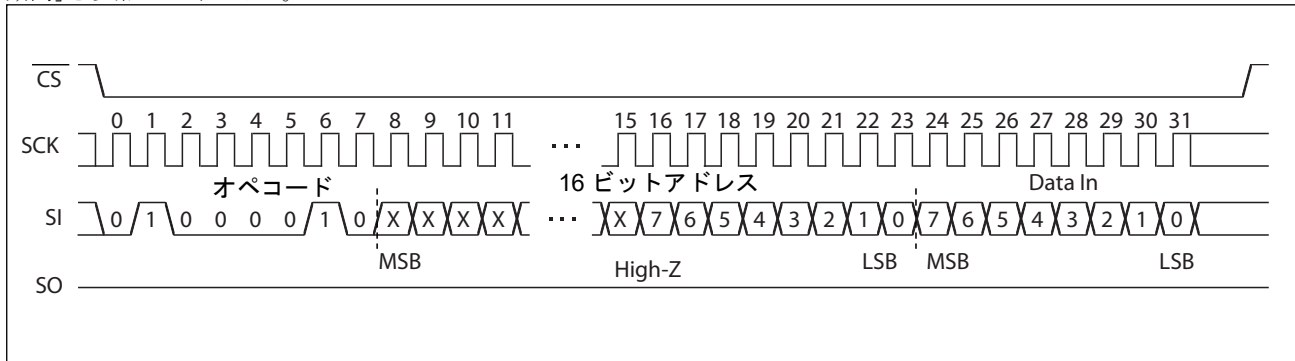 CS
0 1 2 3 4 5 6 7 8 9 10 11 15 16 17 18 19 20 21 22 23 24 25 26 27 28 29 30 31
SCK ...
オペコード 16 ビットアドレス Data In
SI 0 1 0 0 0 0 1 0 X X X X ... X 7 6 5 4 3 2 1 0 7 6 5 4 3 2 1 0
MSB High-Z LSB MSB LSB
SO